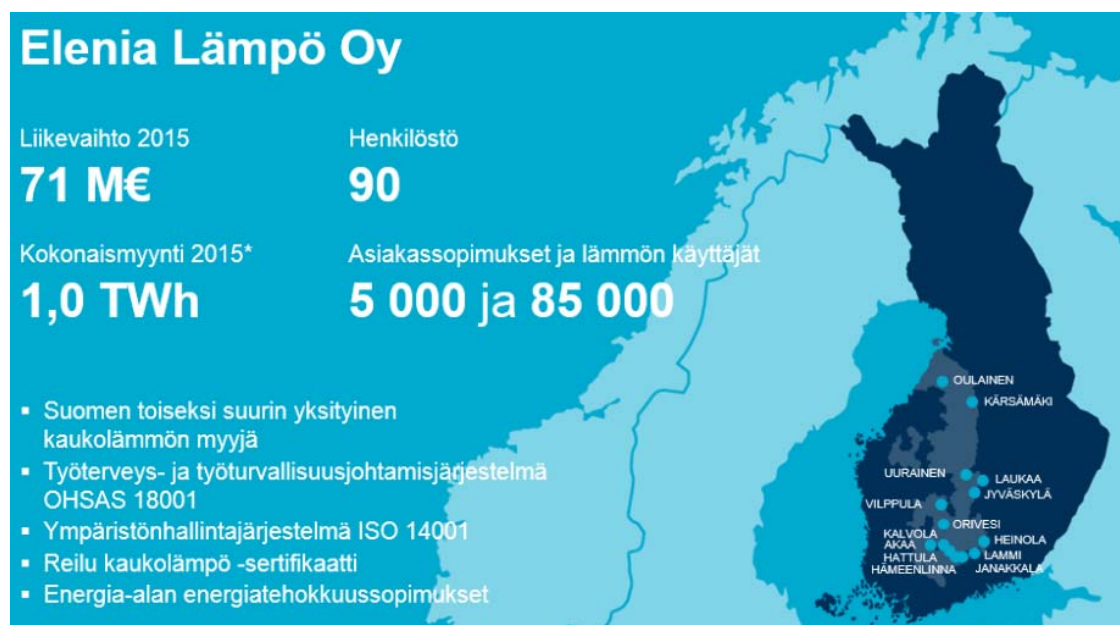 Elenia Lämpö Oy
Liikevaihto 2015
Henkilöstö
71 M€
90
Kokonaismyynti 2015*
Asiakassopimukset ja lämmön käyttäjät
1,0 TWh
5 000 ja 85 000
▪ Suomen toiseksi suurin yksityinen
kaukolämmön myyjä
▪ Työterveys- ja työturvallisuusjohtamisjärjestelmä
OHSAS 18001
▪ Ympäristönhallintajärjestelmä ISO 14001
▪ Reilu kaukolämpö -sertifikaatti
▪ Energia-alan energiatehokkuussopimukset
OULAINEN
KÄRSÄMÄKI
UURAINEN
LAUKAA
JYVÄSKYLÄ
VILPPULA
ORIVESI
KALVOLA
HEINOLA
AKAA
HATTULA
LAMMI
HÄMEENLINNA
JANAKKALA